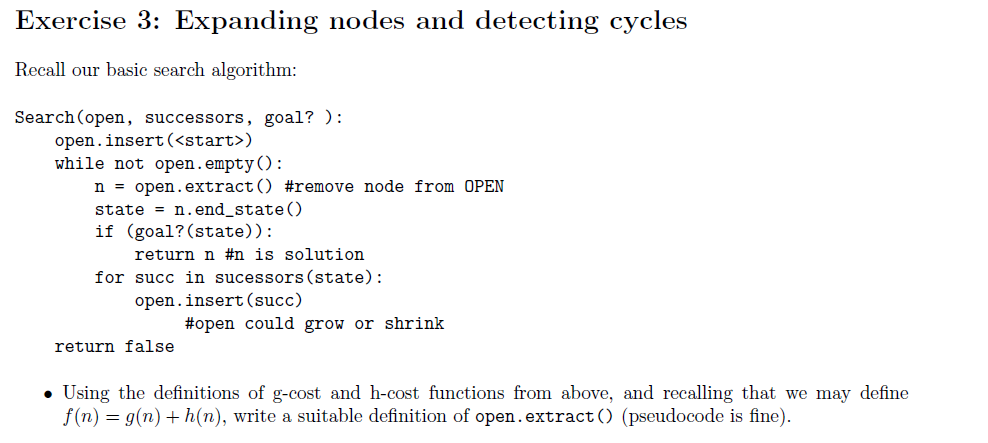 Exercise 3: Expanding nodes and detecting cycles
Recall our basic search algorithm:
Search(open, successors, goal? ):
open.insert(<start>)
while not open.empty():
n = open.extract() #remove node from OPEN
state = n.end_state()
if (goal?(state)):
return n #n is solution
for succ in sucessors(state):
open.insert(succ)
#open could grow or shrink
return false
• Using the definitions of g-cost and h-cost functions from above, and recalling that we may define
f(n) = g(n) + h(n), write a suitable definition of open.extract() (pseudocode is fine).